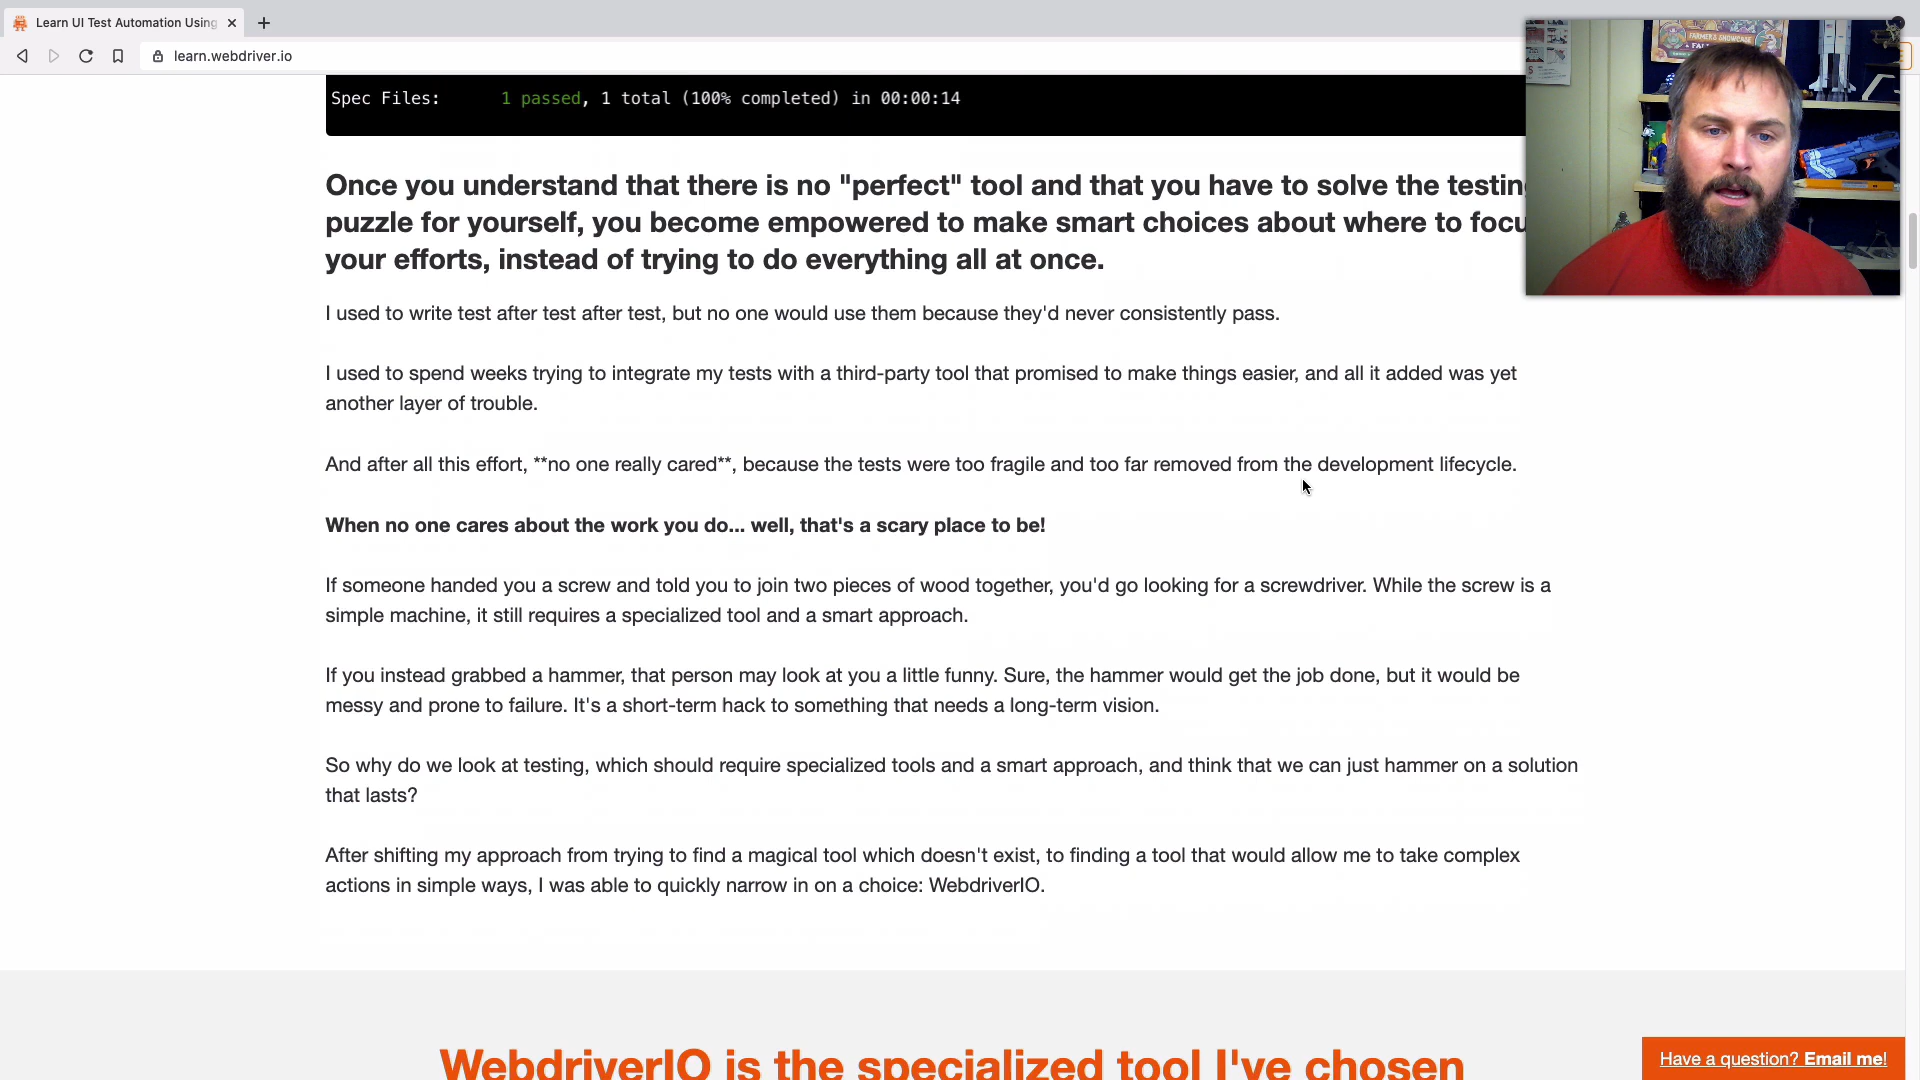 Learn UI Test Automation Using
learn.webdriver.io
Spec Files: 1 passed, 1 total (100% completed) in 00:00:14
FARMER'S SHOWCASE
Once you understand that there is no "perfect" tool and that you have to solve the testin
puzzle for yourself, you become empowered to make smart choices about where to focu
your efforts, instead of trying to do everything all at once.
I used to write test after test after test, but no one would use them because they'd never consistently pass.
I used to spend weeks trying to integrate my tests with a third-party tool that promised to make things easier, and all it added was yet
another layer of trouble.
And after all this effort, **no one really cared**, because the tests were too fragile and too far removed from the development lifecycle.
When no one cares about the work you do... well, that's a scary place to be!
If someone handed you a screw and told you to join two pieces of wood together, you'd go looking for a screwdriver. While the screw is a
simple machine, it still requires a specialized tool and a smart approach.
If you instead grabbed a hammer, that person may look at you a little funny. Sure, the hammer would get the job done, but it would be
messy and prone to failure. It's a short-term hack to something that needs a long-term vision.
So why do we look at testing, which should require specialized tools and a smart approach, and think that we can just hammer on a solution
that lasts?
After shifting my approach from trying to find a magical tool which doesn't exist, to finding a tool that would allow me to take complex
actions in simple ways, I was able to quickly narrow in on a choice: WebdriverIO.
WebdriverIO is the specialized tool I've chosen
Have a question? Email me!